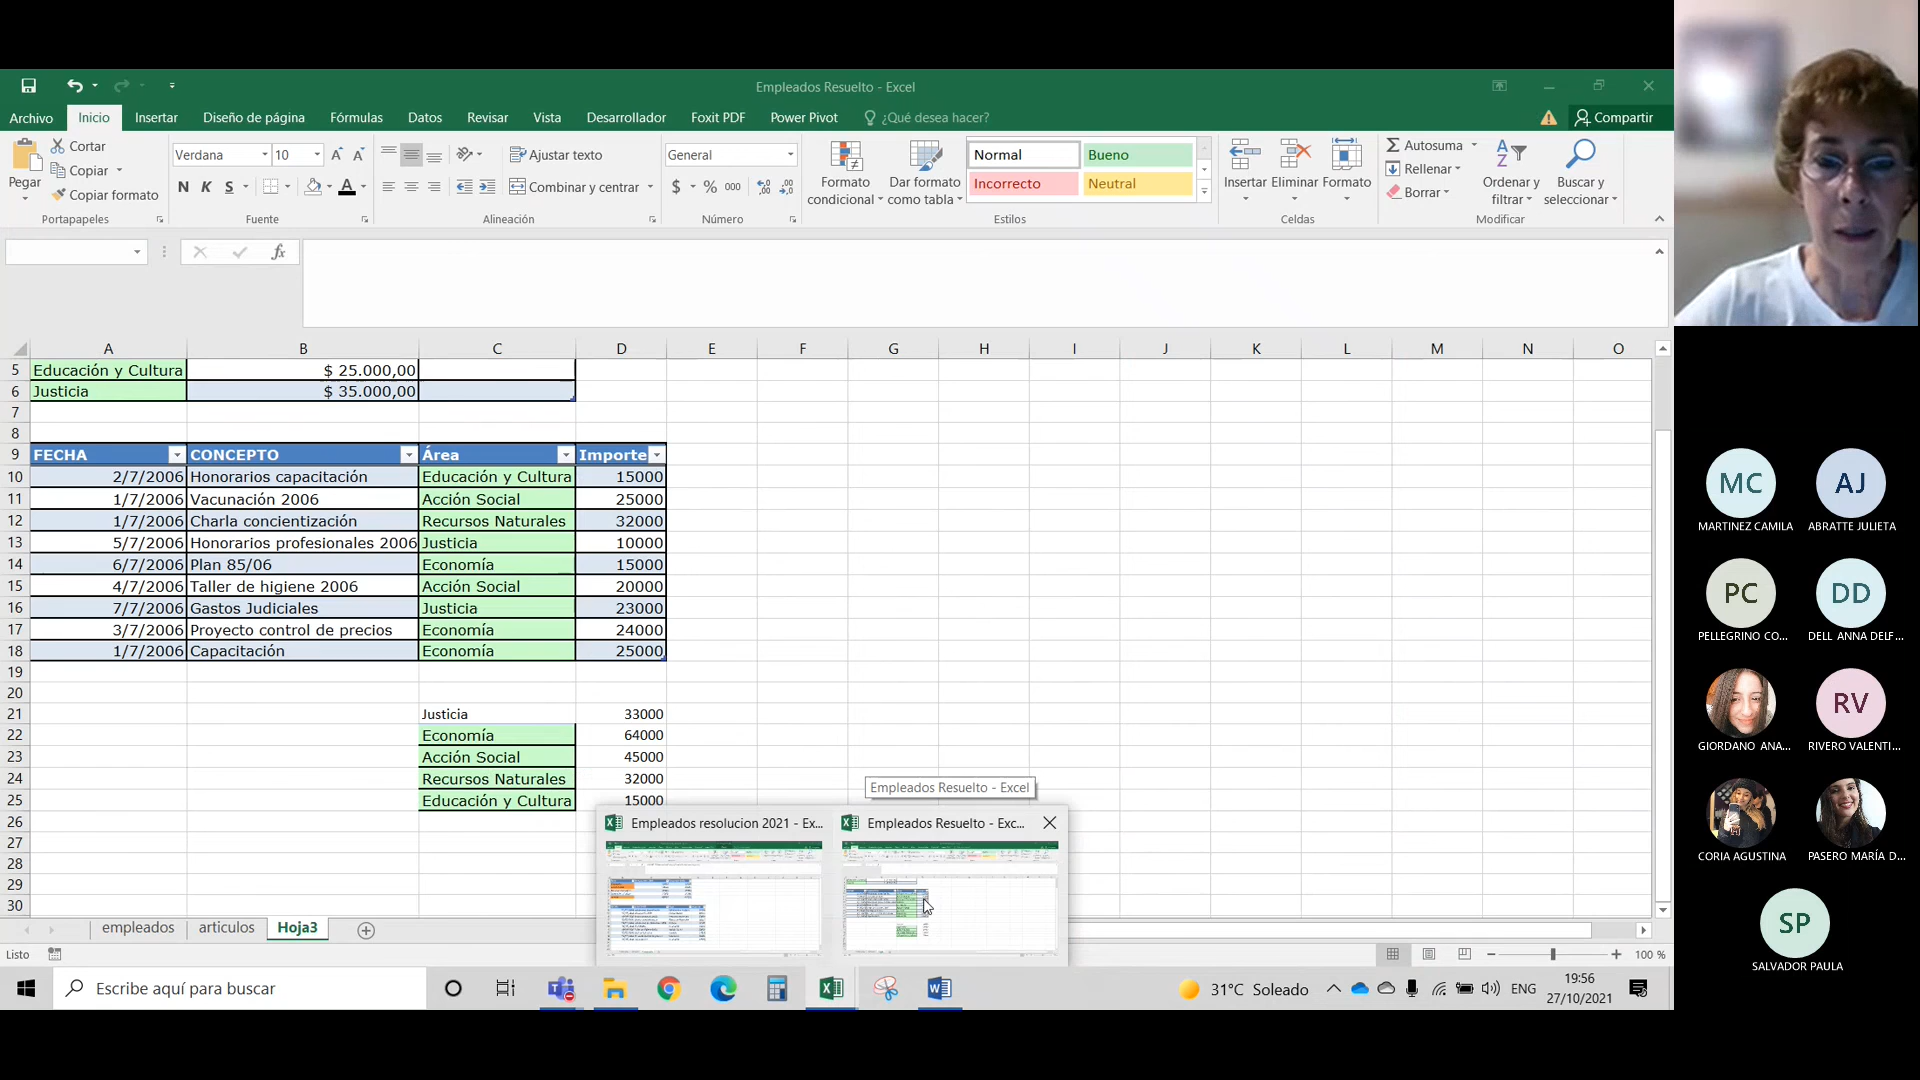 Empleados Resuelto - Excel
Archivo Inicio Insertar Diseño de página Fórmulas Datos Revisar Vista Desarrollador Foxit PDF Power Pivot ¿Qué desea hacer? Compartir
Pegar
Cortar
Copiar
Copiar formato
Portapapeles
Verdana 10
N K S
Fuente
Ajustar texto
Combinar y centrar
Alineación
General
$ % 000
Número
Formato condicional
Dar formato como tabla
Normal Bueno
Incorrecto Neutral
Estilos
Insertar Eliminar Formato
Celdas
Autosuma
Rellenar
Borrar
Ordenar y filtrar
Buscar y seleccionar
Modificar
fx
A B C D E F G H I J K L M N O
5 Educación y Cultura $ 25.000,00
6 Justicia $ 35.000,00
7
8
9 FECHA CONCEPTO Área Importe
10 2/7/2006 Honorarios capacitación Educación y Cultura 15000
11 1/7/2006 Vacunación 2006 Acción Social 25000
12 1/7/2006 Charla concientización Recursos Naturales 32000
13 5/7/2006 Honorarios profesionales 2006 Justicia 10000
14 6/7/2006 Plan 85/06 Economía 15000
15 4/7/2006 Taller de higiene 2006 Acción Social 20000
16 7/7/2006 Gastos Judiciales Justicia 23000
17 3/7/2006 Proyecto control de precios Economía 24000
18 1/7/2006 Capacitación Economía 25000
19
20
21 Justicia 33000
22 Economía 64000
23 Acción Social 45000
24 Recursos Naturales 32000
25 Educación y Cultura 15000
26
27
28
29
30
Empleados Resuelto - Excel
Empleados resolucion 2021 - Ex...
Empleados Resuelto - Exc...
empleados articulos Hoja3
Listo
100 %
Escribe aquí para buscar
31°C Soleado
ENG
19:56
27/10/2021
MC AJ
MARTINEZ CAMILA ABRATTE JULIETA
PC DD
PELLEGRINO CO... DELL ANNA DELF...
RV
GIORDANO ANA... RIVERO VALENTI...
CORIA AGUSTINA PASERO MARÍA D...
SP
SALVADOR PAULA